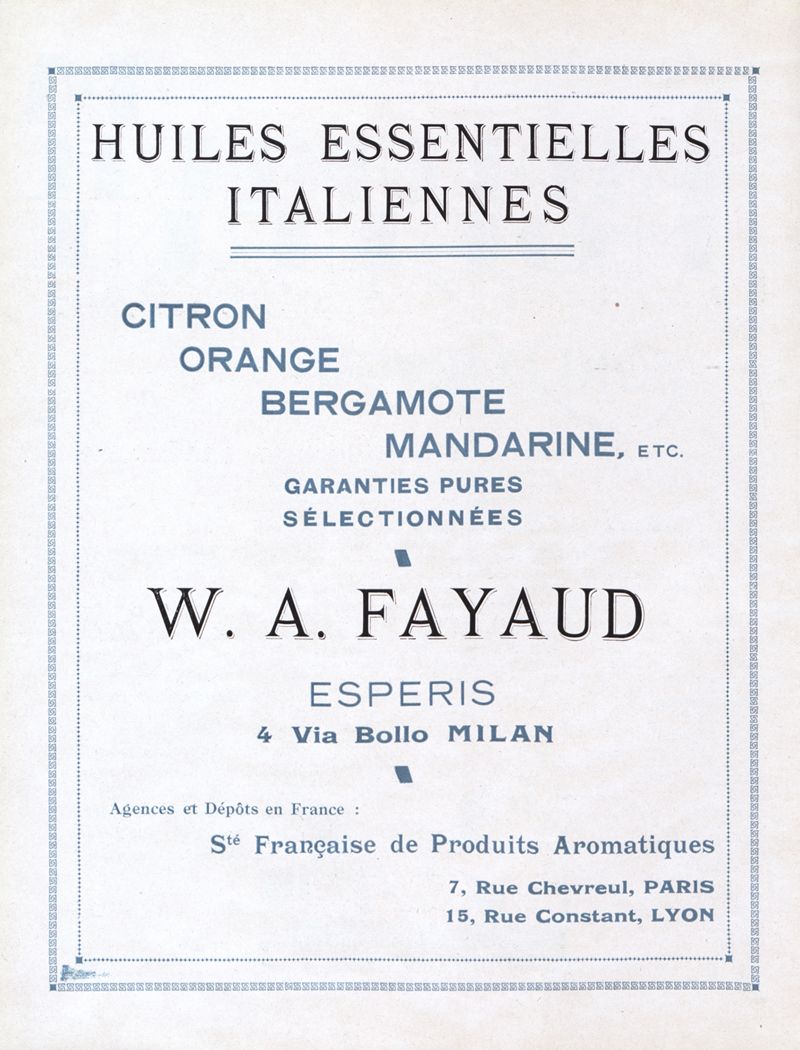 HUILES ESSENTIELLES
ITALIENNES
CITRON
ORANGE
BERGAMOTE
MANDARINE, ETC.
GARANTIES PURES
SÉLECTIONNÉES
W. A. FAYAUD
ESPERIS
4 Via Bollo MILAN
Agences et Dépôts en France :
Sté Française de Produits Aromatiques
7, Rue Chevreul, PARIS
15, Rue Constant, LYON